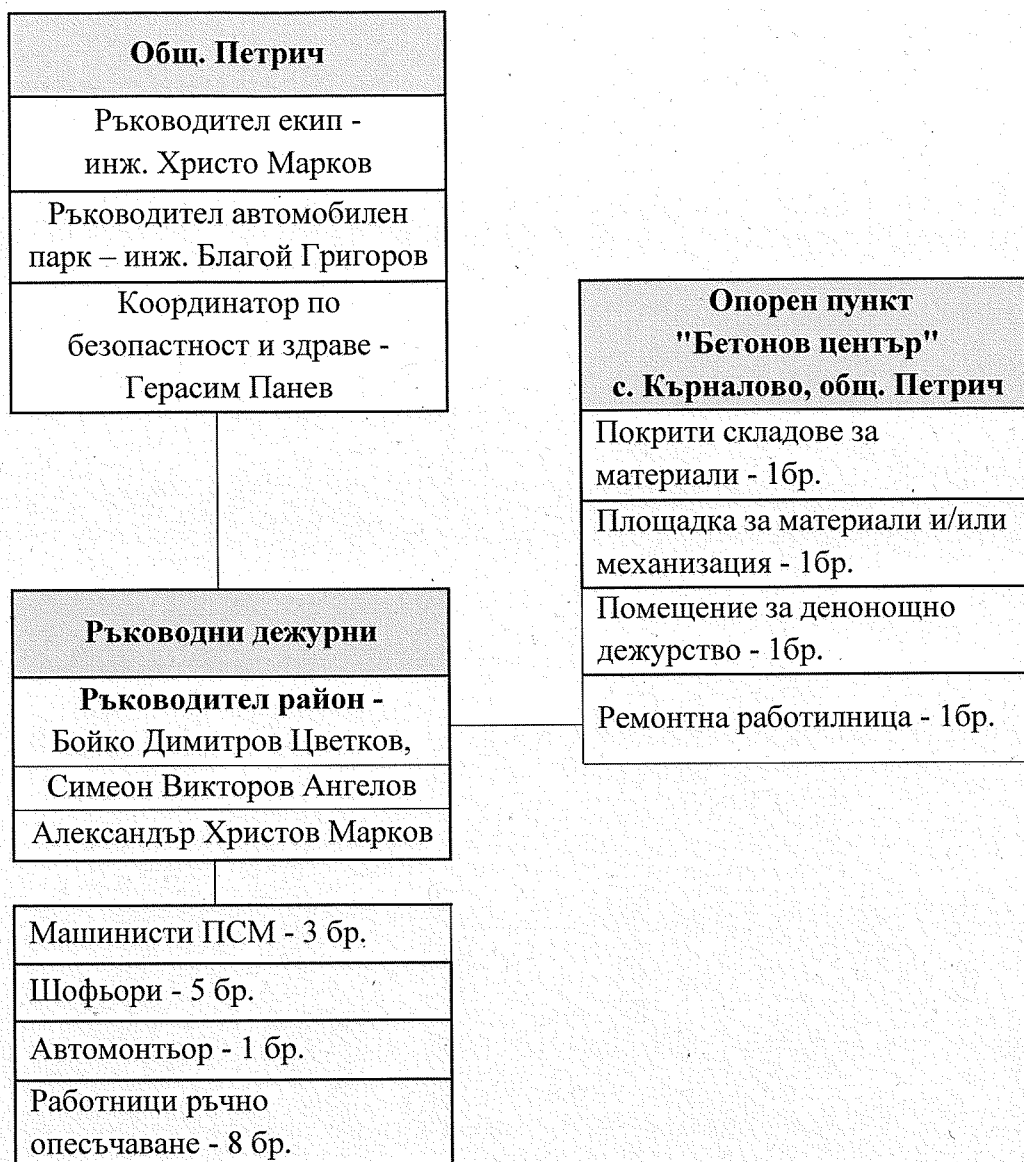 Общ. Петрич
Ръководител екип -
инж. Христо Марков
Ръководител автомобилен
парк – инж. Благой Григоров
Координатор по
безопастност и здраве -
Герасим Панев
Опорен пункт
"Бетонов център"
с. Кърналово, общ. Петрич
Покрити складове за
материали - 1бр.
Площадка за материали и/или
механизация - 1бр.
Помещение за денонощно
дежурство - 1бр.
Ремонтна работилница - 1бр.
Ръководни дежурни
Ръководител район -
Бойко Димитров Цветков,
Симеон Викторов Ангелов
Александър Христов Марков
Машинисти ПСМ - 3 бр.
Шофьори - 5 бр.
Автомонтьор - 1 бр.
Работници ръчно
опесъчаване - 8 бр.